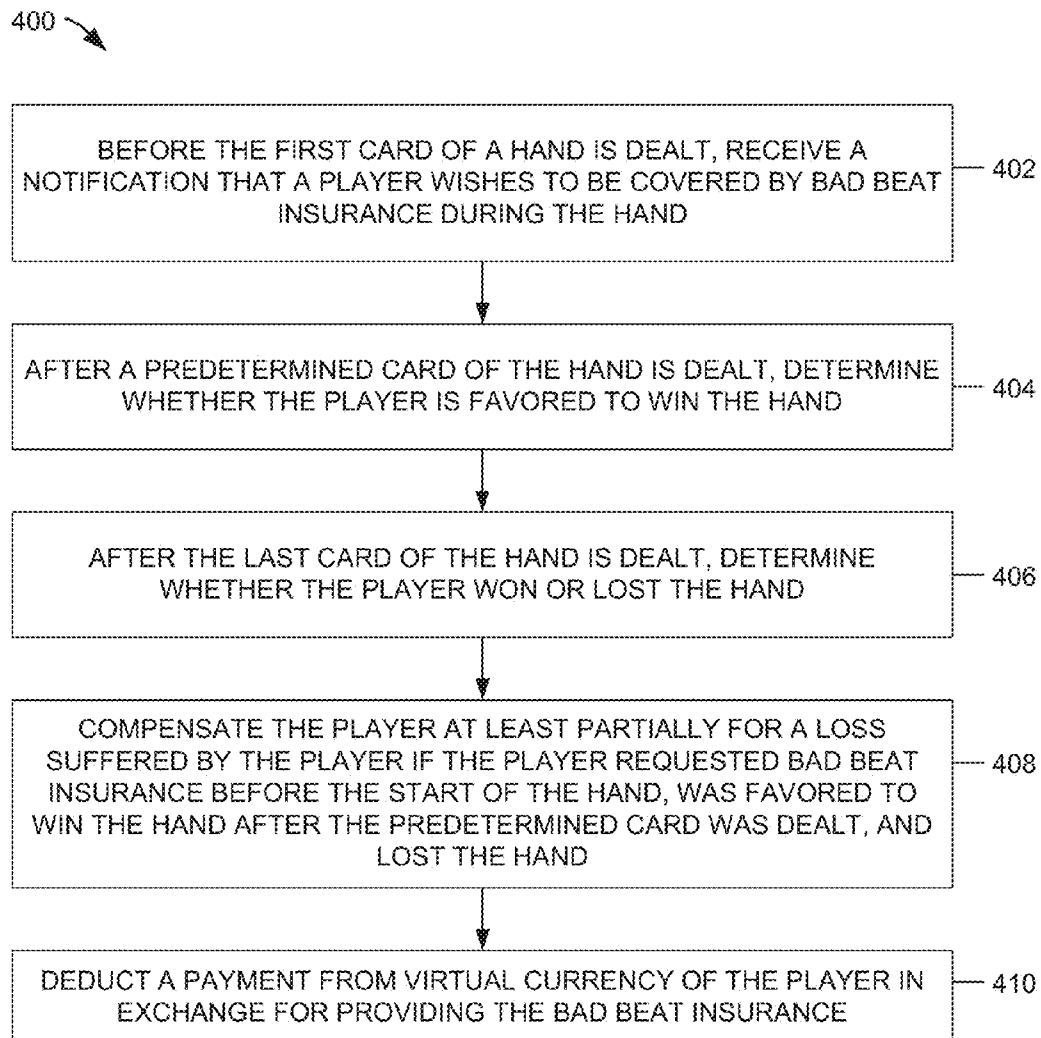 400
BEFORE THE FIRST CARD OF A HAND IS DEALT, RECEIVE A
NOTIFICATION THAT A PLAYER WISHES TO BE COVERED BY BAD BEAT
INSURANCE DURING THE HAND
402
AFTER A PREDETERMINED CARD OF THE HAND IS DEALT, DETERMINE
WHETHER THE PLAYER IS FAVORED TO WIN THE HAND
404
AFTER THE LAST CARD OF THE HAND IS DEALT, DETERMINE
WHETHER THE PLAYER WON OR LOST THE HAND
406
COMPENSATE THE PLAYER AT LEAST PARTIALLY FOR A LOSS
SUFFERED BY THE PLAYER IF THE PLAYER REQUESTED BAD BEAT
INSURANCE BEFORE THE START OF THE HAND, WAS FAVORED TO
WIN THE HAND AFTER THE PREDETERMINED CARD WAS DEALT, AND
LOST THE HAND
408
DEDUCT A PAYMENT FROM VIRTUAL CURRENCY OF THE PLAYER IN
EXCHANGE FOR PROVIDING THE BAD BEAT INSURANCE
410